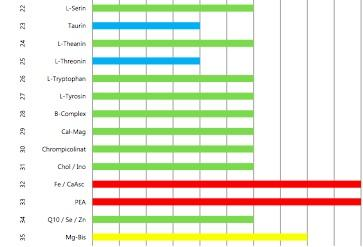 22 L-Serin
23 Taurin
24 L-Theanin
25 L-Threonin
26 L-Tryptophan
27 L-Tyrosin
28 B-Complex
29 Cal-Mag
30 Chrompicolinat
31 Chol / Ino
32 Fe / CaAsc
33 PEA
34 Q10 / Se / Zn
35 Mg-Bis